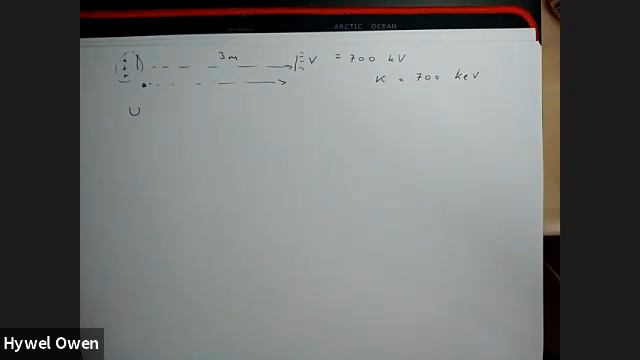 ARCTIC OCEAN
3m V = 700 kV
K = 700 keV
U
Hywel Owen